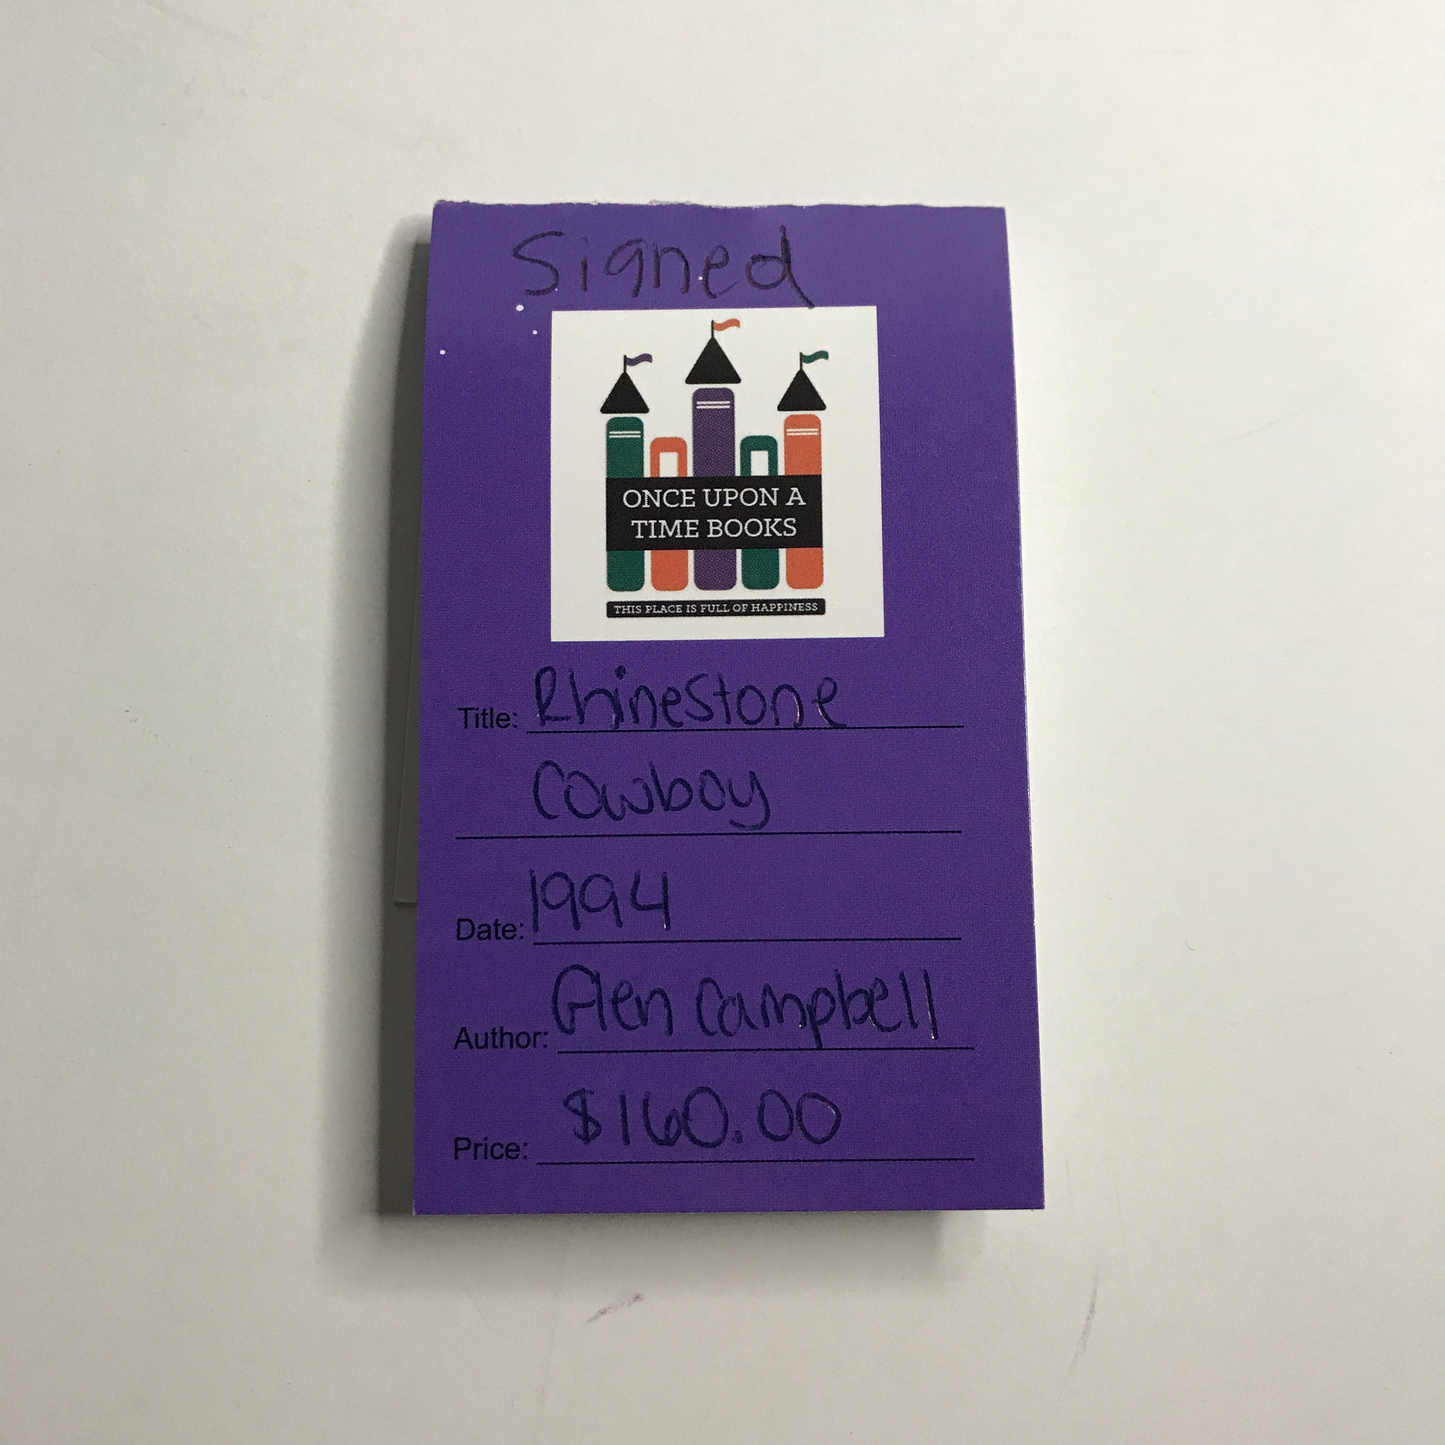 Signed
ONCE UPON A
TIME BOOKS
THIS PLACE IS FULL OF HAPPINESS
Title: Rhinestone
Cowboy
Date: 1994
Author: Glen Campbell
Price: $160.00